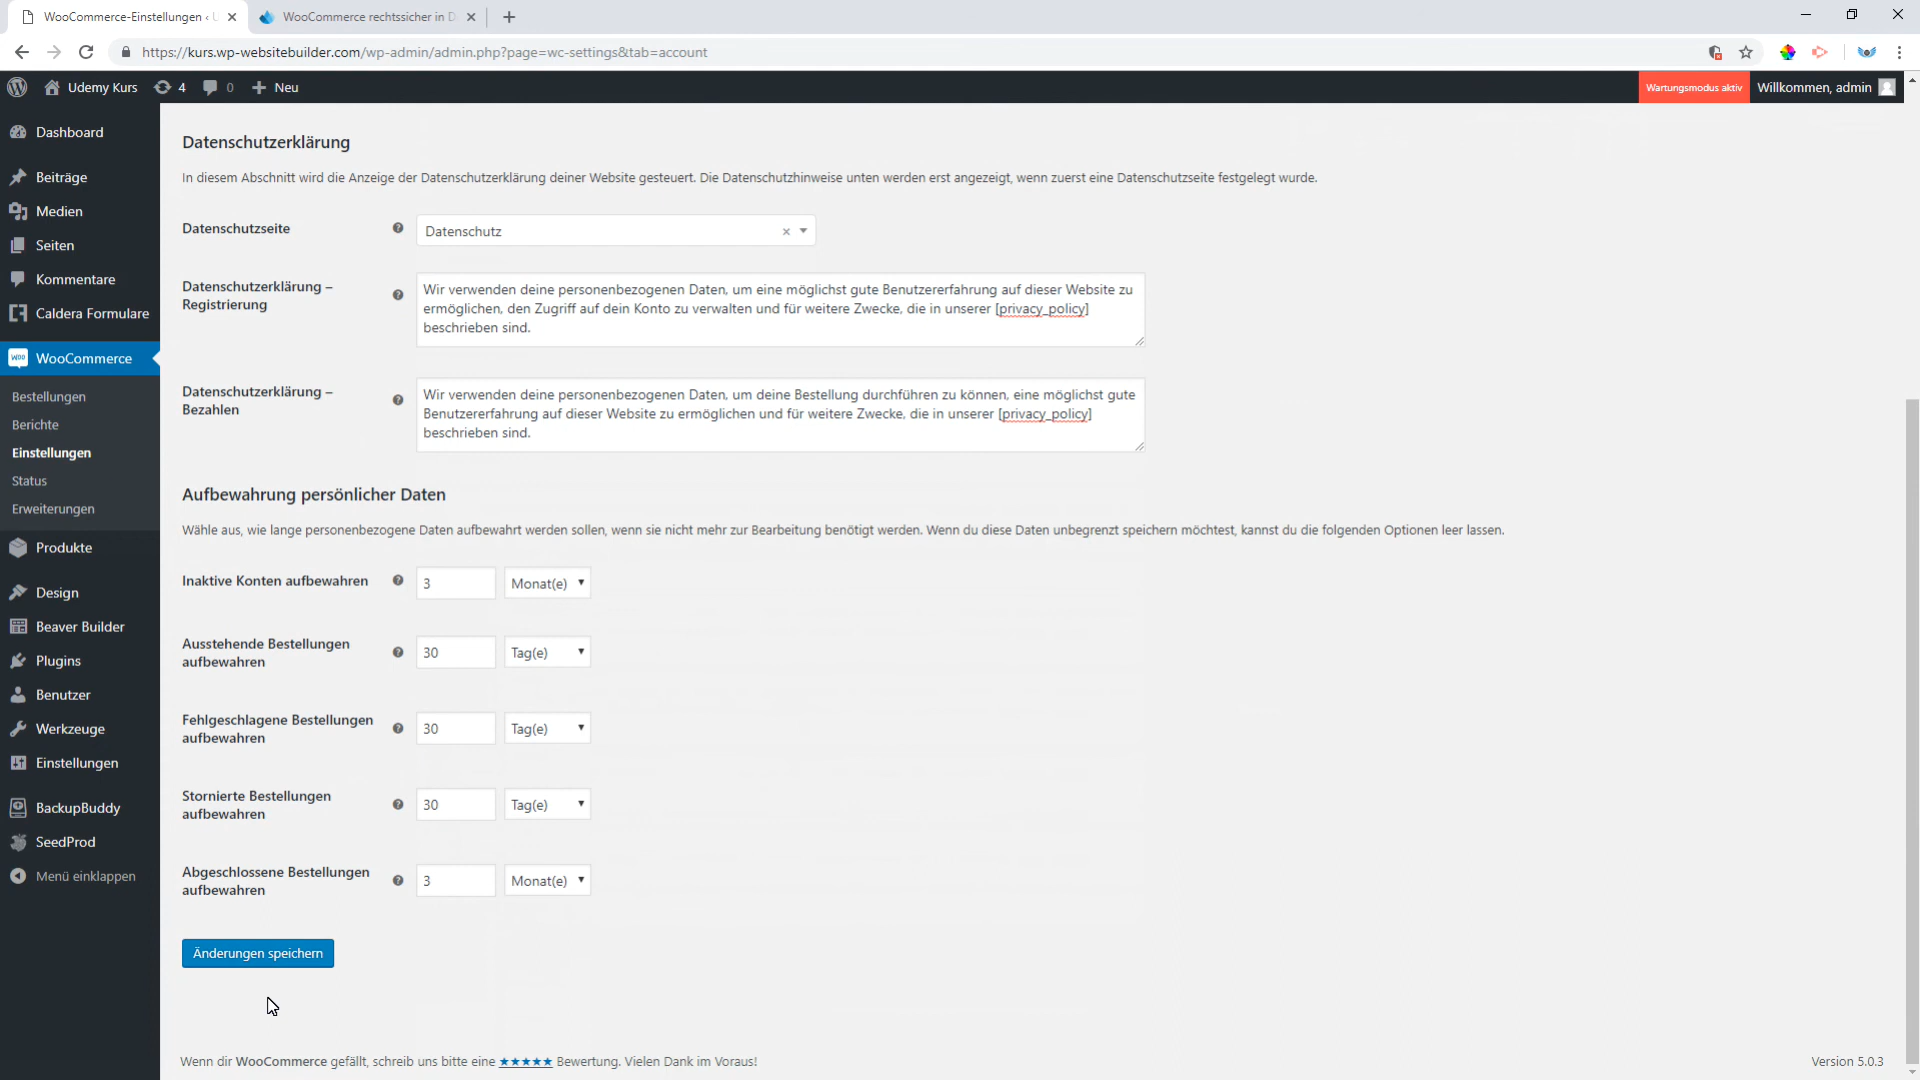 WooCommerce-Einstellungen ‹ U
WooCommerce rechtssicher in D
https://kurs.wp-websitebuilder.com/wp-admin/admin.php?page=wc-settings&tab=account
Udemy Kurs
4
0
Neu
Wartungsmodus aktiv
Willkommen, admin
Dashboard
Beiträge
Medien
Seiten
Kommentare
Caldera Formulare
WooCommerce
Bestellungen
Berichte
Einstellungen
Status
Erweiterungen
Produkte
Design
Beaver Builder
Plugins
Benutzer
Werkzeuge
Einstellungen
BackupBuddy
SeedProd
Menü einklappen
Datenschutzerklärung
In diesem Abschnitt wird die Anzeige der Datenschutzerklärung deiner Website gesteuert. Die Datenschutzhinweise unten werden erst angezeigt, wenn zuerst eine Datenschutzseite festgelegt wurde.
Datenschutzseite
Datenschutz
Datenschutzerklärung –
Registrierung
Wir verwenden deine personenbezogenen Daten, um eine möglichst gute Benutzererfahrung auf dieser Website zu
ermöglichen, den Zugriff auf dein Konto zu verwalten und für weitere Zwecke, die in unserer [privacy_policy]
beschrieben sind.
Datenschutzerklärung –
Bezahlen
Wir verwenden deine personenbezogenen Daten, um deine Bestellung durchführen zu können, eine möglichst gute
Benutzererfahrung auf dieser Website zu ermöglichen und für weitere Zwecke, die in unserer [privacy_policy]
beschrieben sind.
Aufbewahrung persönlicher Daten
Wähle aus, wie lange personenbezogene Daten aufbewahrt werden sollen, wenn sie nicht mehr zur Bearbeitung benötigt werden. Wenn du diese Daten unbegrenzt speichern möchtest, kannst du die folgenden Optionen leer lassen.
Inaktive Konten aufbewahren
3
Monat(e)
Ausstehende Bestellungen
aufbewahren
30
Tag(e)
Fehlgeschlagene Bestellungen
aufbewahren
30
Tag(e)
Stornierte Bestellungen
aufbewahren
30
Tag(e)
Abgeschlossene Bestellungen
aufbewahren
3
Monat(e)
Änderungen speichern
Wenn dir WooCommerce gefällt, schreib uns bitte eine ★★★★★ Bewertung. Vielen Dank im Voraus!
Version 5.0.3